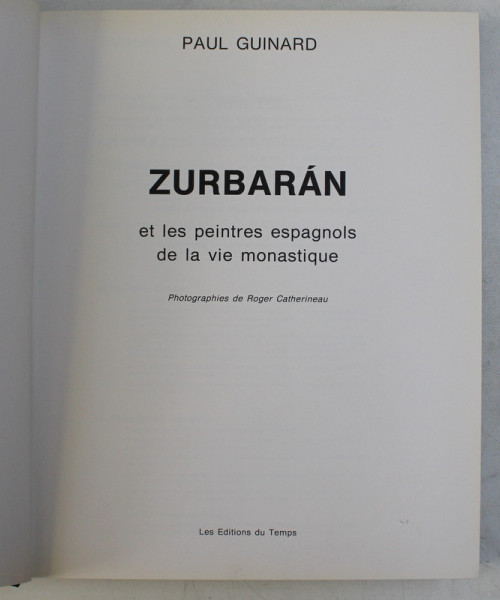 PAUL GUINARD
ZURBARÁN
et les peintres espagnols
de la vie monastique
Photographies de Roger Catherineau
Les Editions du Temps